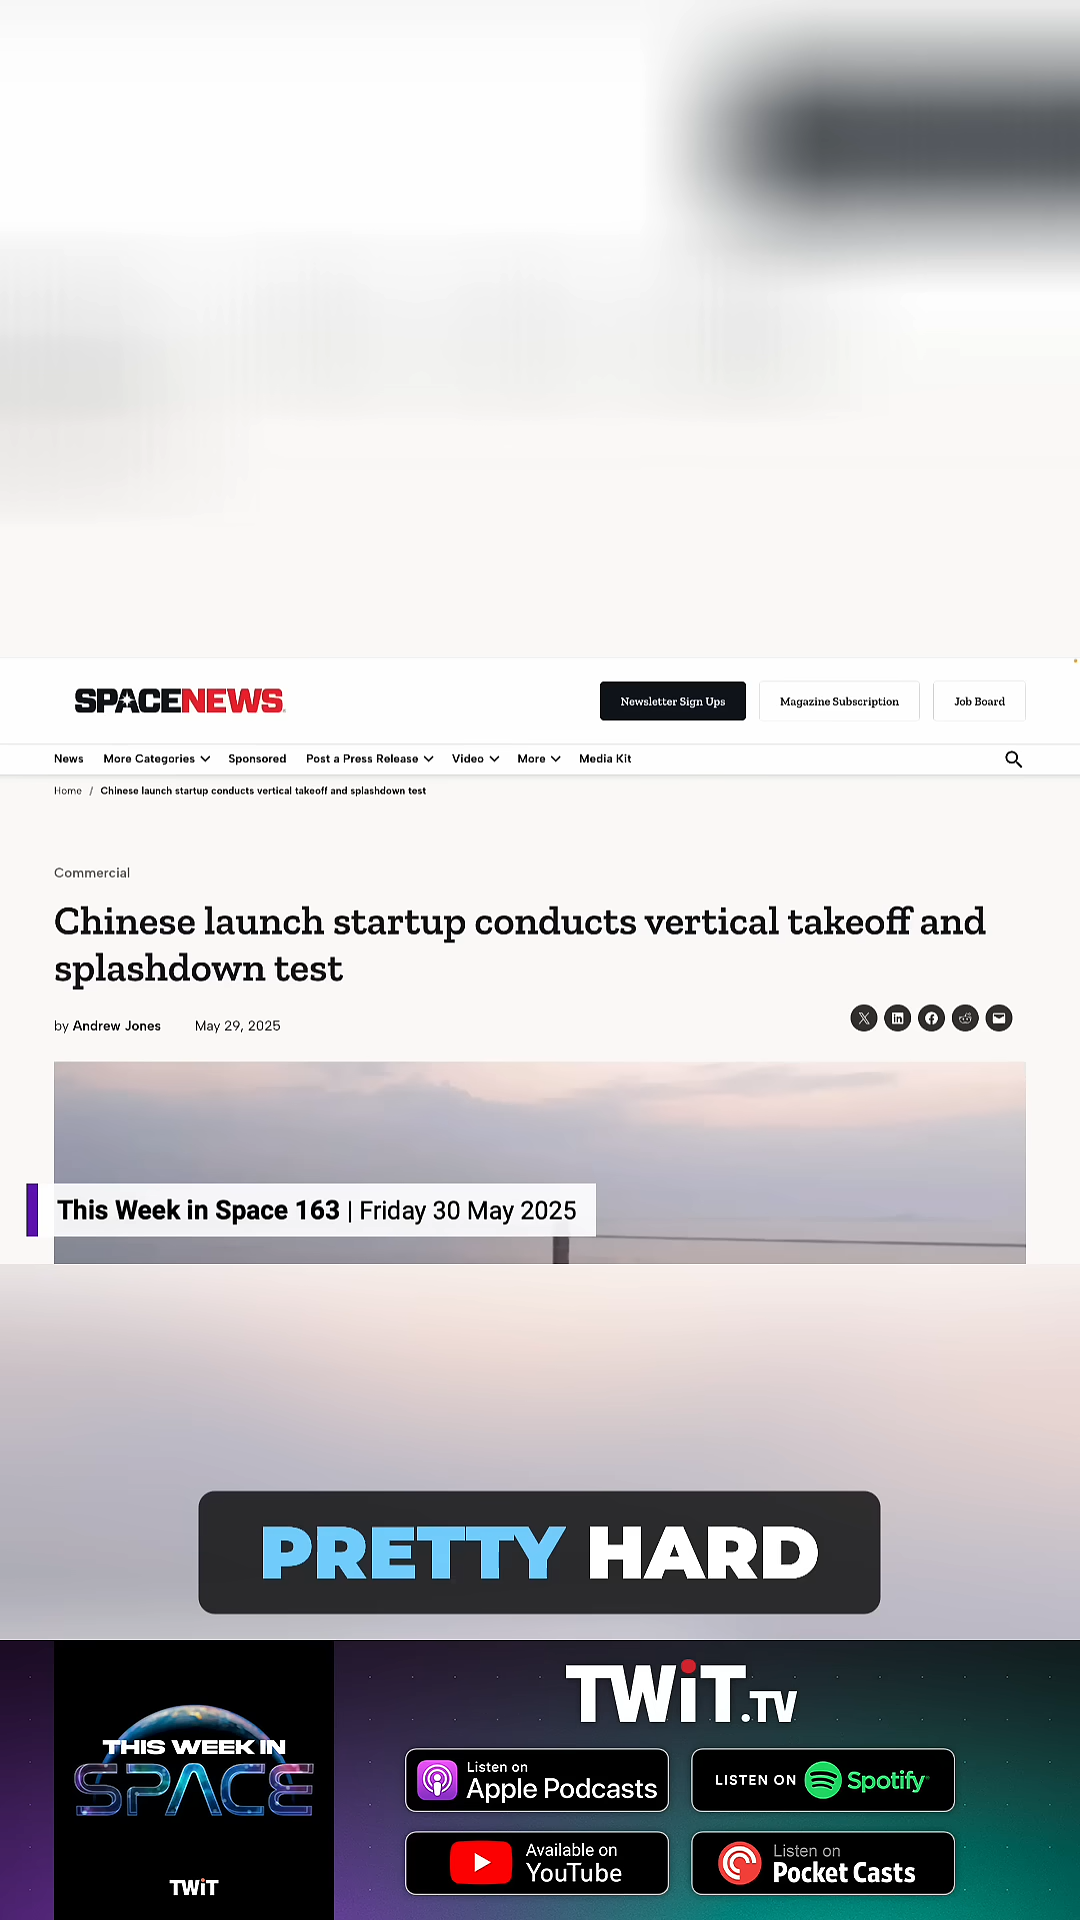 SPACENEWS
Newsletter Sign Ups
Magazine Subscription
Job Board
News
More Categories
Sponsored
Post a Press Release
Video
More
Media Kit
Home / Chinese launch startup conducts vertical takeoff and splashdown test
Commercial
Chinese launch startup conducts vertical takeoff and
splashdown test
by Andrew Jones
May 29, 2025
This Week in Space 163 | Friday 30 May 2025
PRETTY HARD
THIS WEEK IN
SPACE
TWiT
TWiT.TV
Listen on
Apple Podcasts
LISTEN ON Spotify
Available on
YouTube
Listen on
Pocket Casts